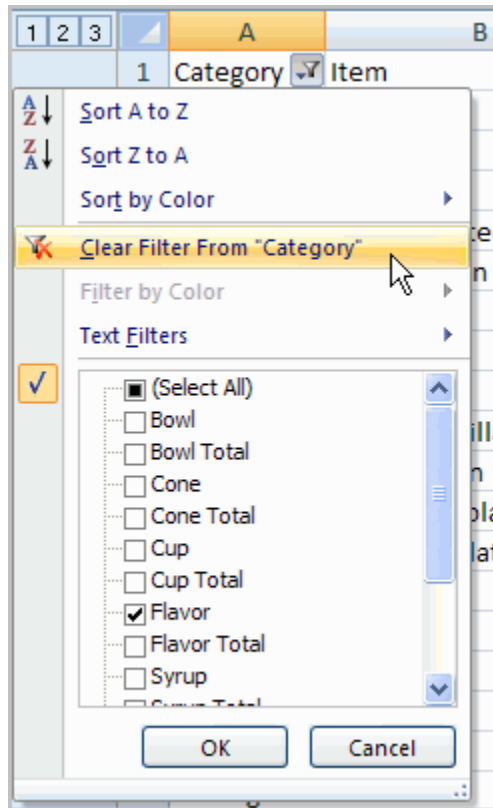 1 2 3 A B
1 Category Item
Sort A to Z
Sort Z to A
Sort by Color
Clear Filter From "Category"
Filter by Color
Text Filters
(Select All)
Bowl
Bowl Total
Cone
Cone Total
Cup
Cup Total
Flavor
Flavor Total
Syrup
Syrup Total
OK Cancel